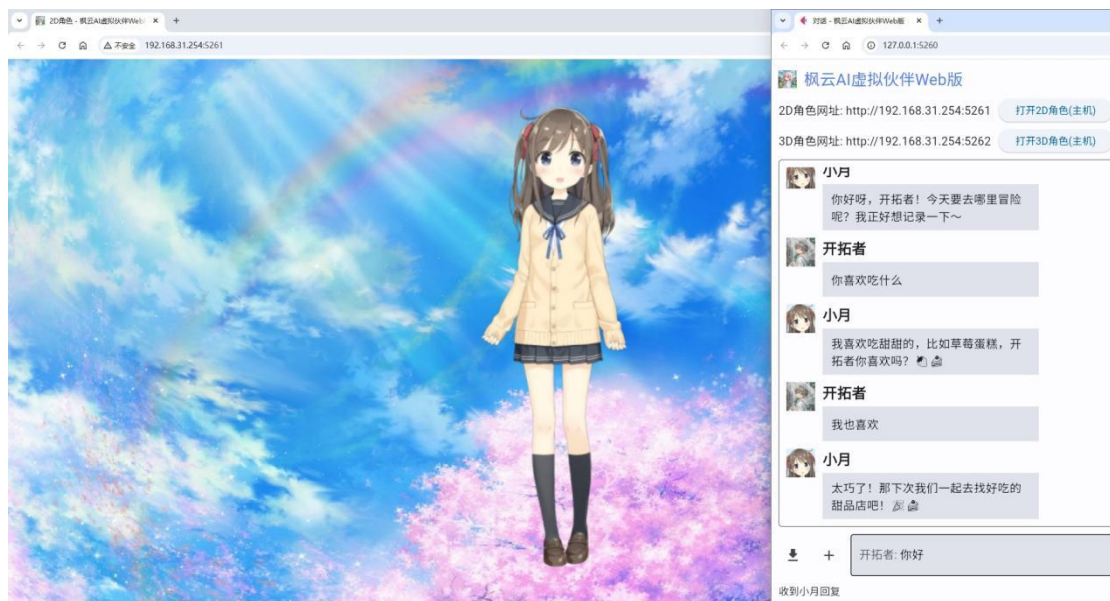 2D角色 - 枫云AI虚拟伙伴Web
不安全 192.168.31.254:5261
对话 - 枫云AI虚拟伙伴Web版
127.0.0.1:5260
枫云AI虚拟伙伴Web版
2D角色网址: http://192.168.31.254:5261 打开2D角色(主机)
3D角色网址: http://192.168.31.254:5262 打开3D角色(主机)
小月
你好呀，开拓者！今天要去哪里冒险
呢？我正好想记录一下～
开拓者
你喜欢吃什么
小月
我喜欢吃甜甜的，比如草莓蛋糕，开
拓者你喜欢吗？🍓🍰
开拓者
我也喜欢
小月
太巧了！那下次我们一起去找好吃的
甜品店吧！🎉🍰
开拓者: 你好
收到小月回复